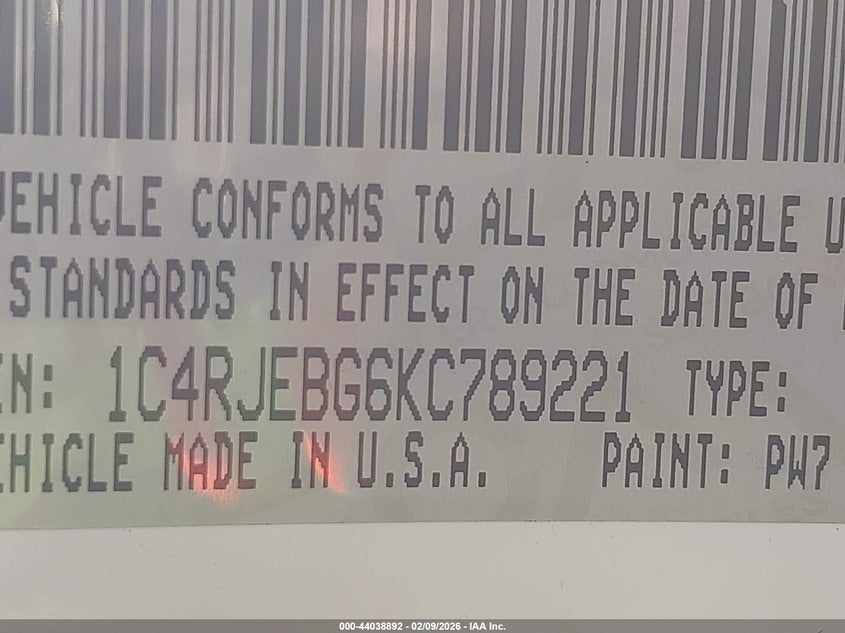 VEHICLE CONFORMS TO ALL APPLICABLE U
STANDARDS IN EFFECT ON THE DATE OF
IN: 1C4RJEBG6KC789221 TYPE:
EHICLE MADE IN U.S.A. PAINT: PW7
000-44038892 - 02/09/2026 - IAA Inc.